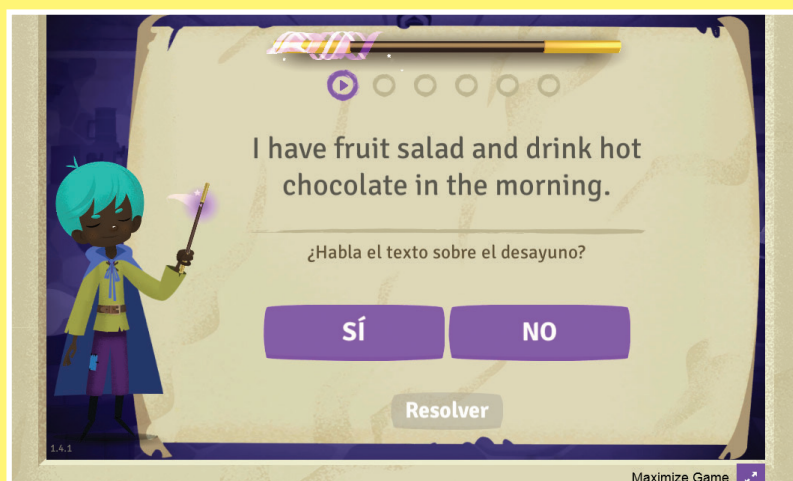 I have fruit salad and drink hot
chocolate in the morning.
¿Habla el texto sobre el desayuno?
SÍ
NO
Resolver
1.4.1
Maximize Game